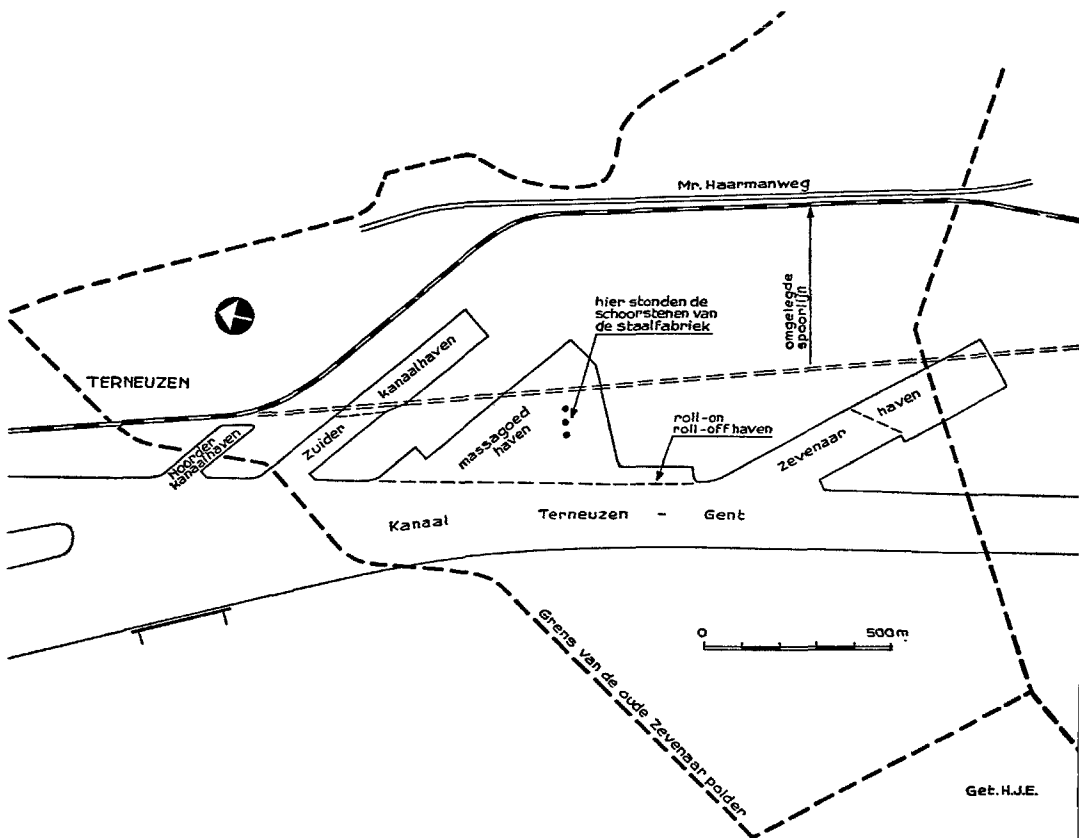 Mr. Haarmanweg
omgelegde
spoorlijn
hier stonden de
schoorstenen van
de staalfabriek
TERNEUZEN
Noorder
kanaalhaven
Zuider kanaalhaven
massagoed
haven
roll-on
roll-off haven
Zevenaar haven
Kanaal Terneuzen - Gent
0 500 m
Grens van de oude Zevenaar polder
Get. H.J.E.